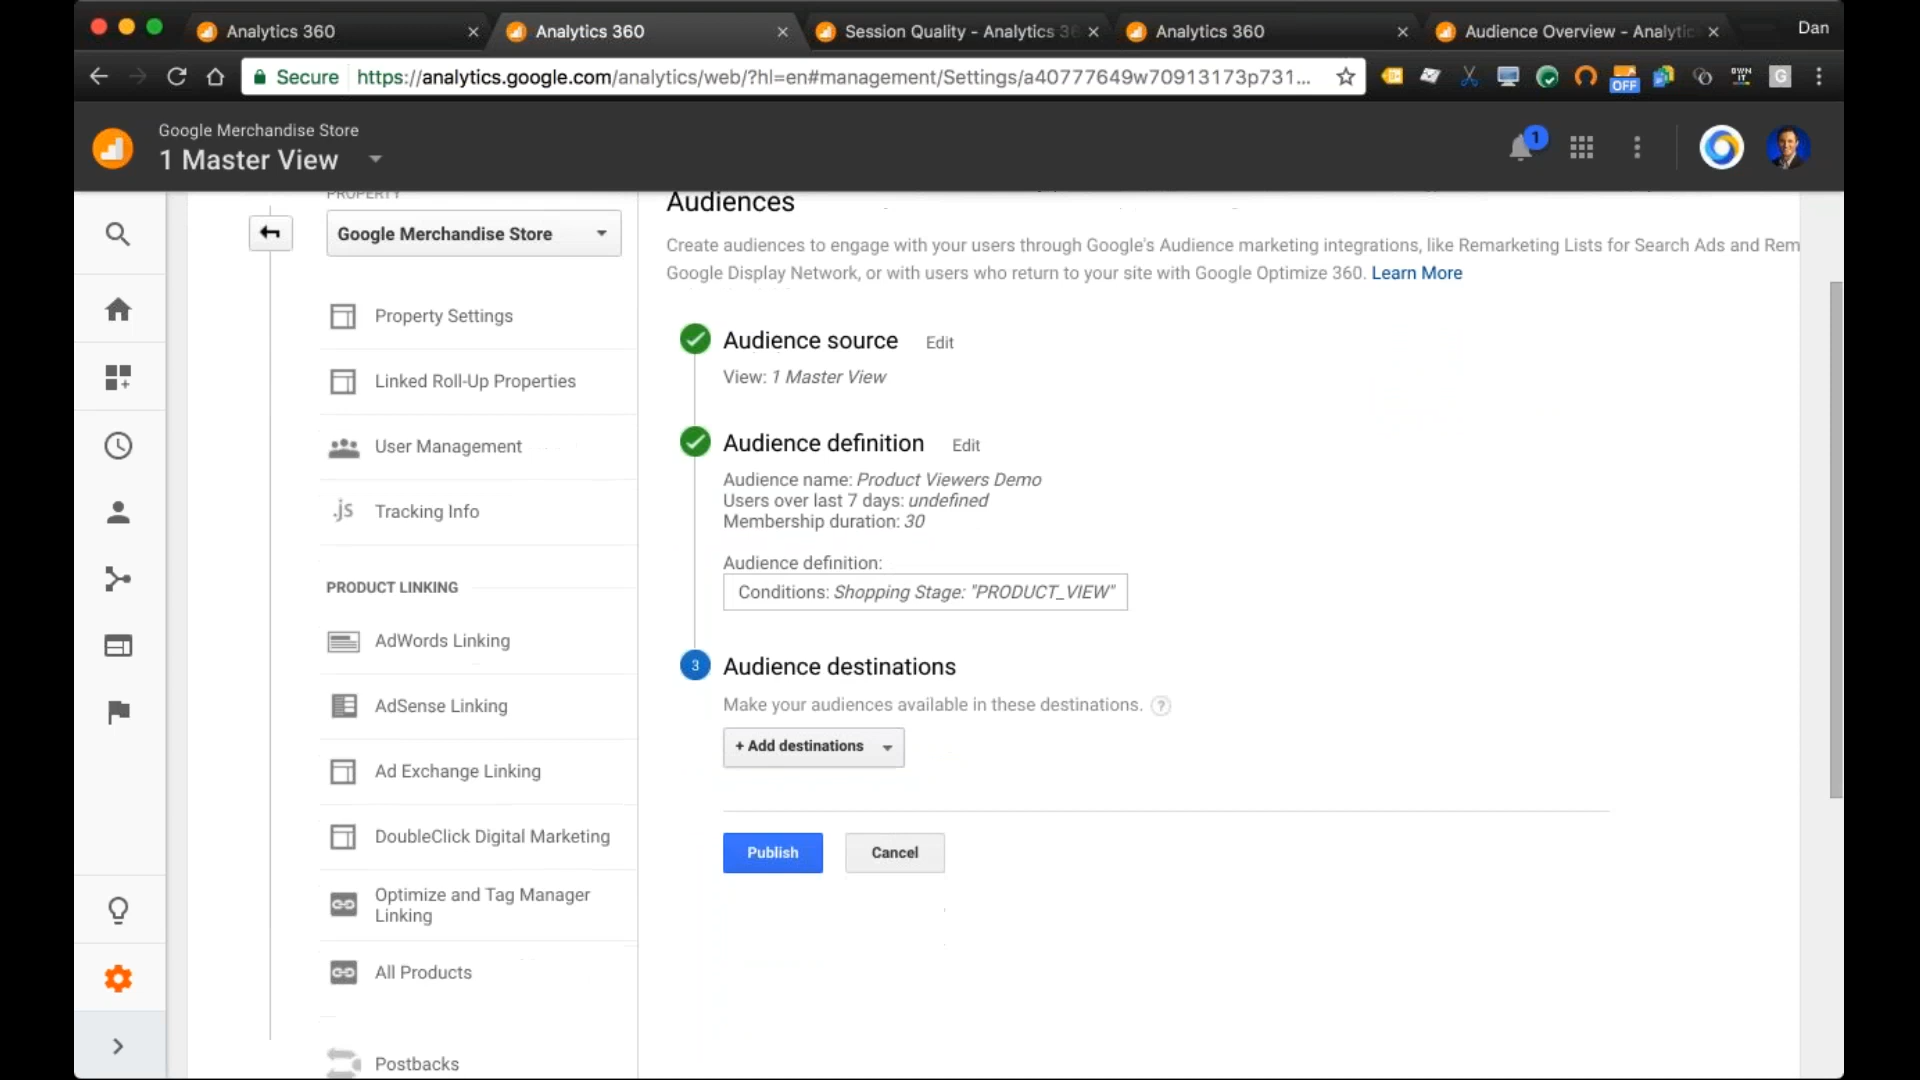 Analytics 360
Analytics 360
Session Quality - Analytics 36
Analytics 360
Audience Overview - Analytic
Dan
Secure
https://analytics.google.com/analytics/web/?hl=en#management/Settings/a40777649w70913173p731...
OFF
OWN IT
G
Google Merchandise Store
1 Master View
1
PROPERTY
Google Merchandise Store
Property Settings
Linked Roll-Up Properties
User Management
.js
Tracking Info
PRODUCT LINKING
AdWords Linking
AdSense Linking
Ad Exchange Linking
DoubleClick Digital Marketing
Optimize and Tag Manager
Linking
All Products
Postbacks
Audiences
Create audiences to engage with your users through Google's Audience marketing integrations, like Remarketing Lists for Search Ads and Rem
Google Display Network, or with users who return to your site with Google Optimize 360. Learn More
Audience source Edit
View: 1 Master View
Audience definition Edit
Audience name: Product Viewers Demo
Users over last 7 days: undefined
Membership duration: 30
Audience definition:
Conditions: Shopping Stage: "PRODUCT_VIEW"
3
Audience destinations
Make your audiences available in these destinations. ?
+ Add destinations
Publish
Cancel